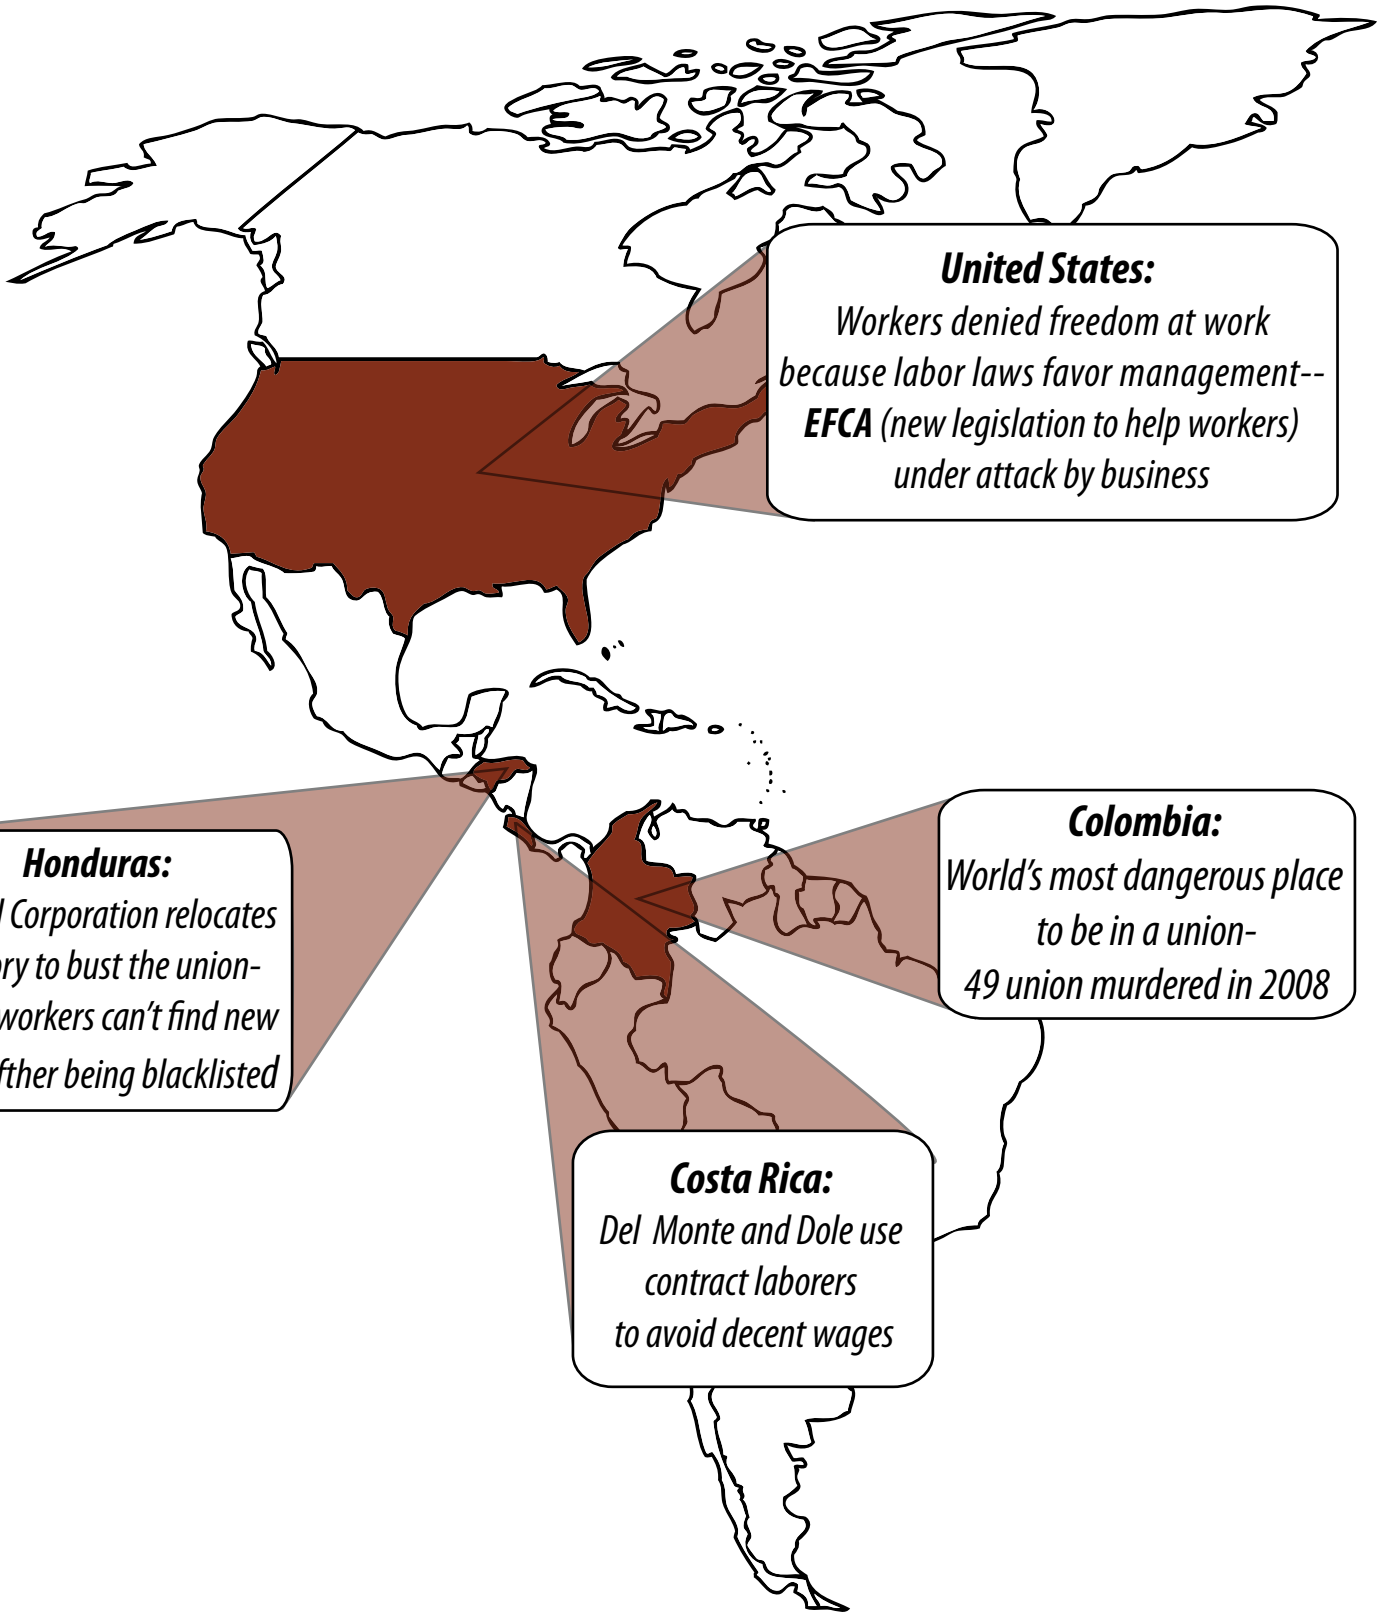 United States:
Workers denied freedom at work
because labor laws favor management--
EFCA (new legislation to help workers)
under attack by business
Colombia:
World's most dangerous place
to be in a union-
49 union murdered in 2008
Honduras:
Corporation relocates
to bust the union-
workers can't find new
fther being blacklisted
Costa Rica:
Del Monte and Dole use
contract laborers
to avoid decent wages